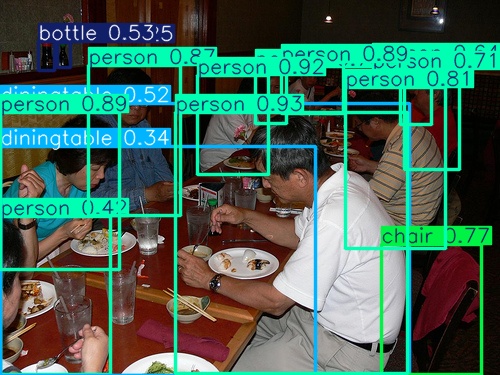 bottle 0.53
person 0.87
person 0.89
person 0.92
person 0.71
person 0.81
diningtable 0.52
person 0.89
person 0.93
diningtable 0.34
person 0.42
chair 0.77